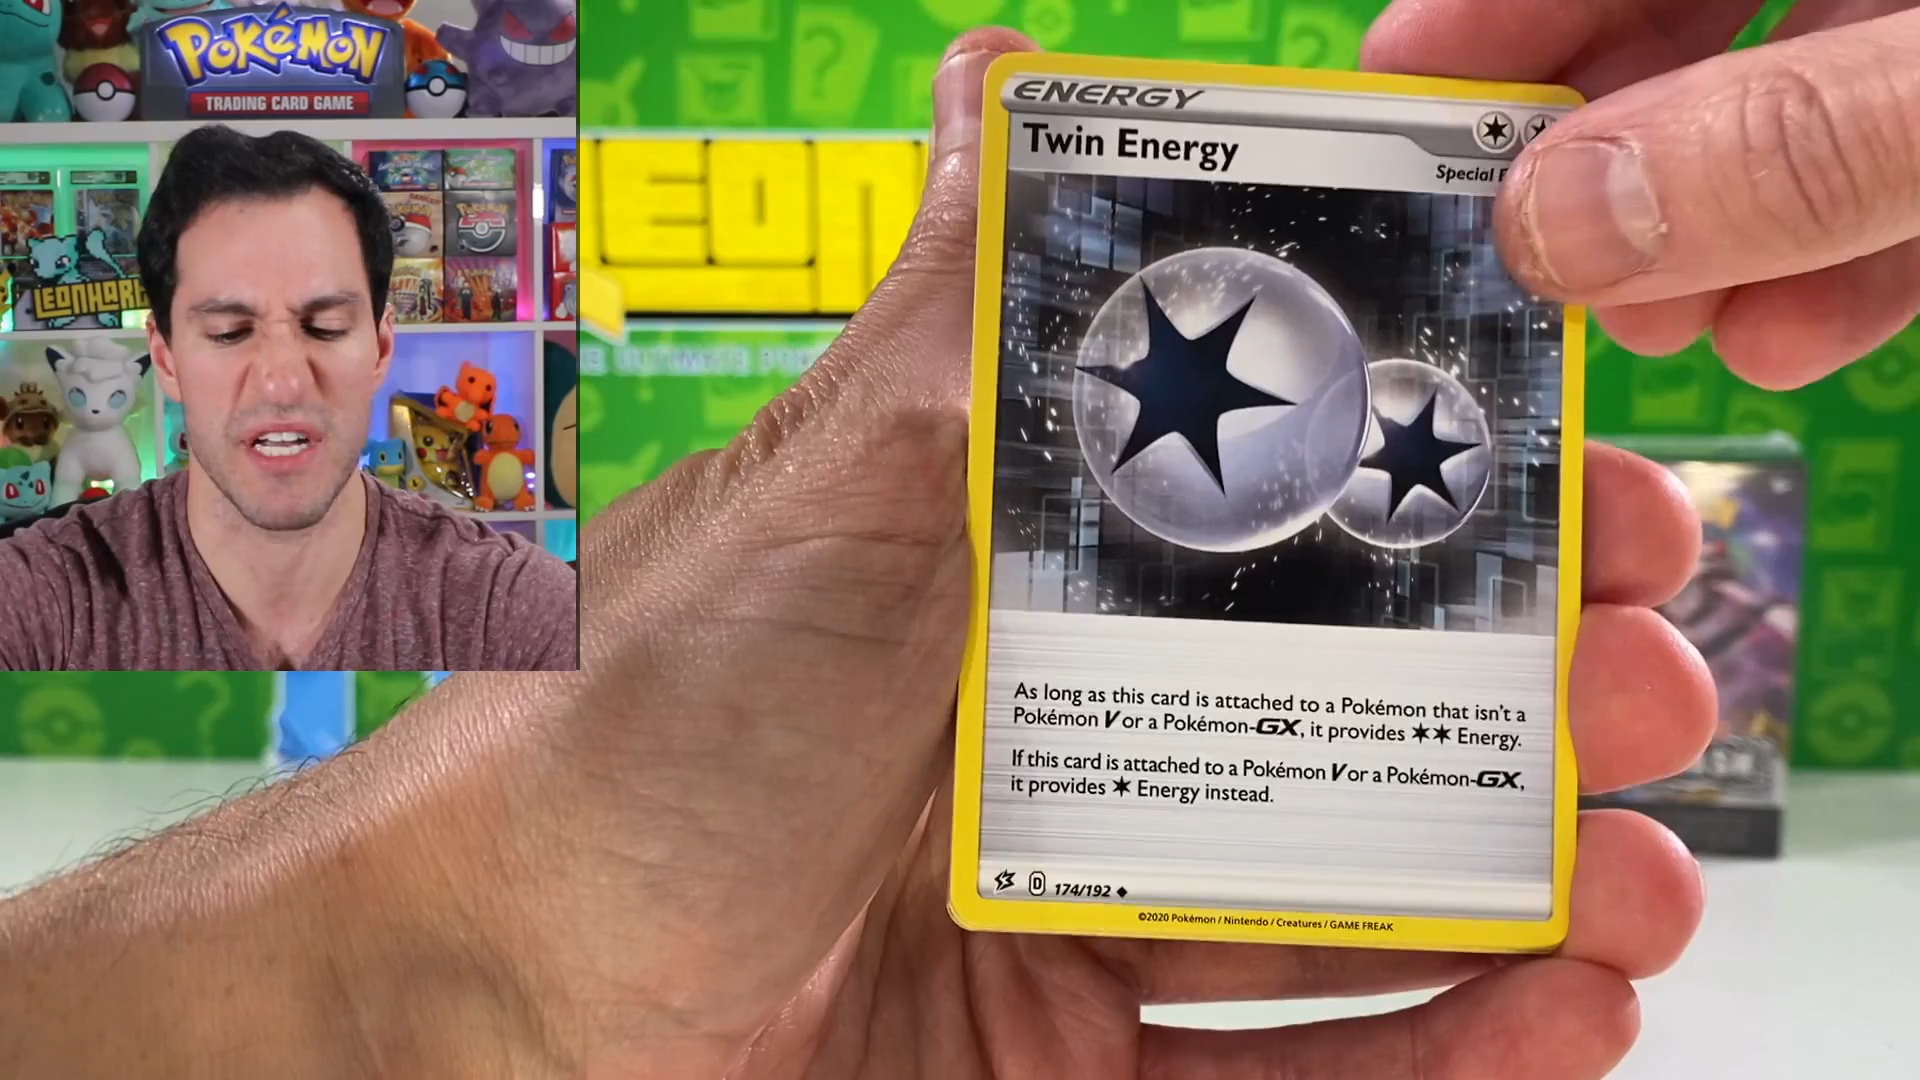 POKéMON
TRADING CARD GAME
LEONHAR
EON
ENERGY
Twin Energy
Special
As long as this card is attached to a Pokémon that isn't a
Pokémon V or a Pokémon-GX, it provides ✶✶ Energy.
If this card is attached to a Pokémon V or a Pokémon-GX,
it provides ✶ Energy instead.
D 174/192 ◆
©2020 Pokémon / Nintendo / Creatures / GAME FREAK